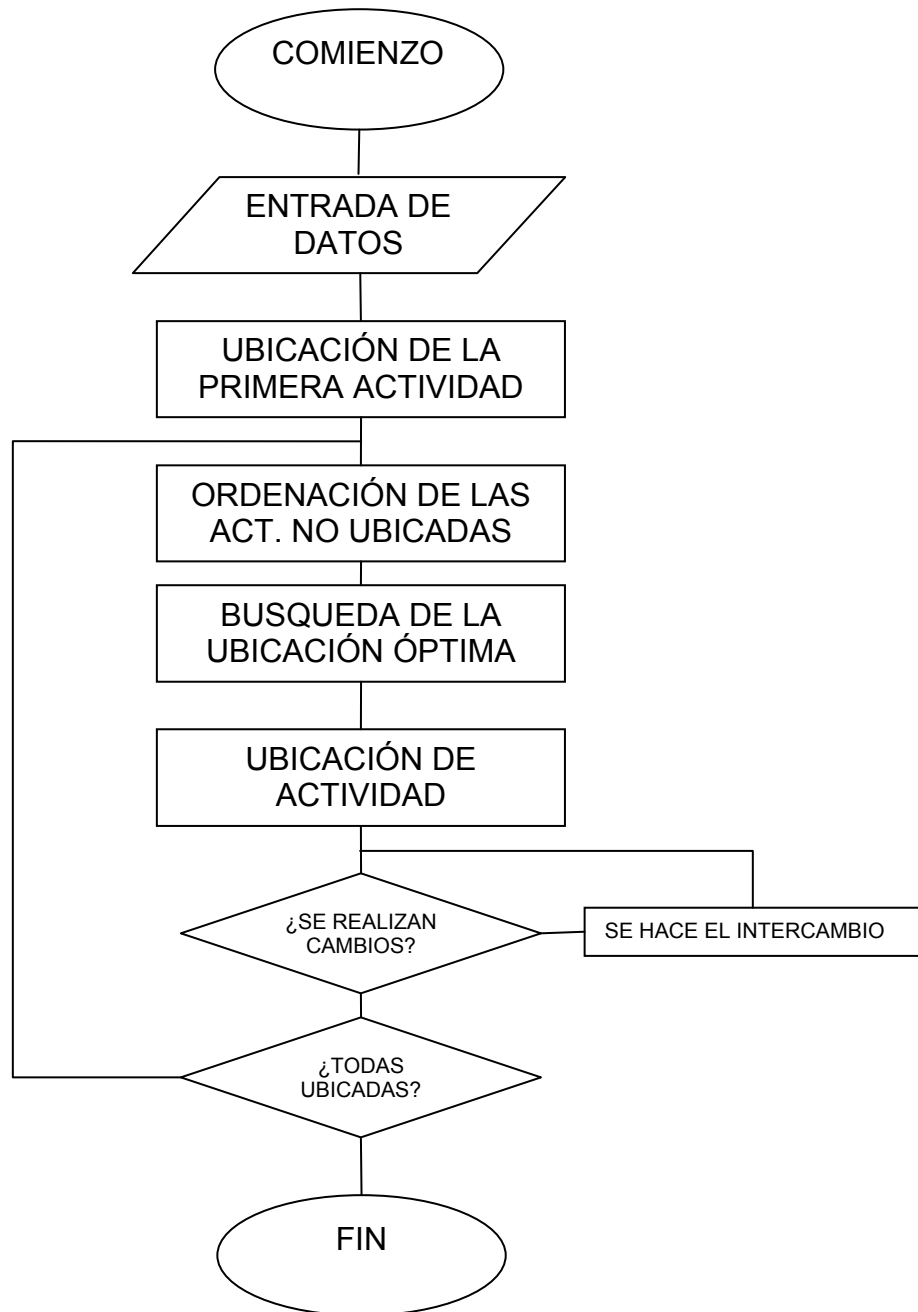 COMIENZO
ENTRADA DE
DATOS
UBICACIÓN DE LA
PRIMERA ACTIVIDAD
ORDENACIÓN DE LAS
ACT. NO UBICADAS
BUSQUEDA DE LA
UBICACIÓN ÓPTIMA
UBICACIÓN DE
ACTIVIDAD
¿SE REALIZAN
CAMBIOS?
SE HACE EL INTERCAMBIO
¿TODAS
UBICADAS?
FIN